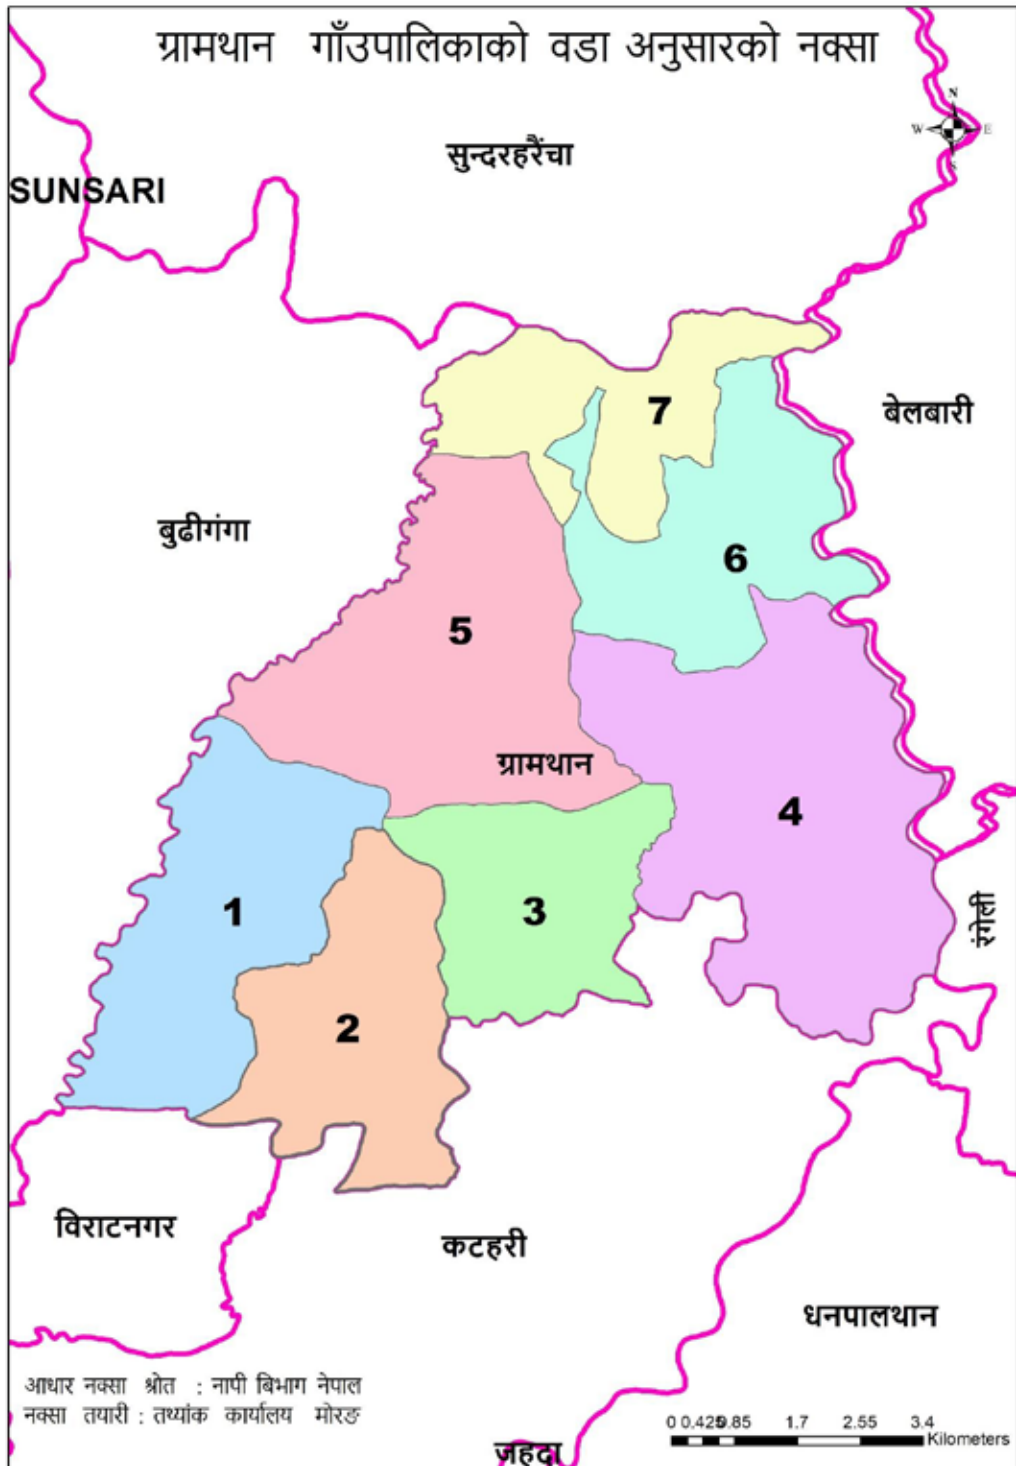 ग्रामथान गाँउपालिकाको वडा अनुसारको नक्सा
N
W E
S
सुन्दरहरैंचा
SUNSARI
बेलबारी
7
बुढीगंगा
6
5
ग्रामथान
4
1
3
रंगेली
2
विराटनगर
कटहरी
धनपालथान
आधार नक्सा श्रोत : नापी बिभाग नेपाल
नक्सा तयारी : तथ्यांक कार्यालय मोरङ
0 0.425 0.85 1.7 2.55 3.4
Kilometers
जहदा